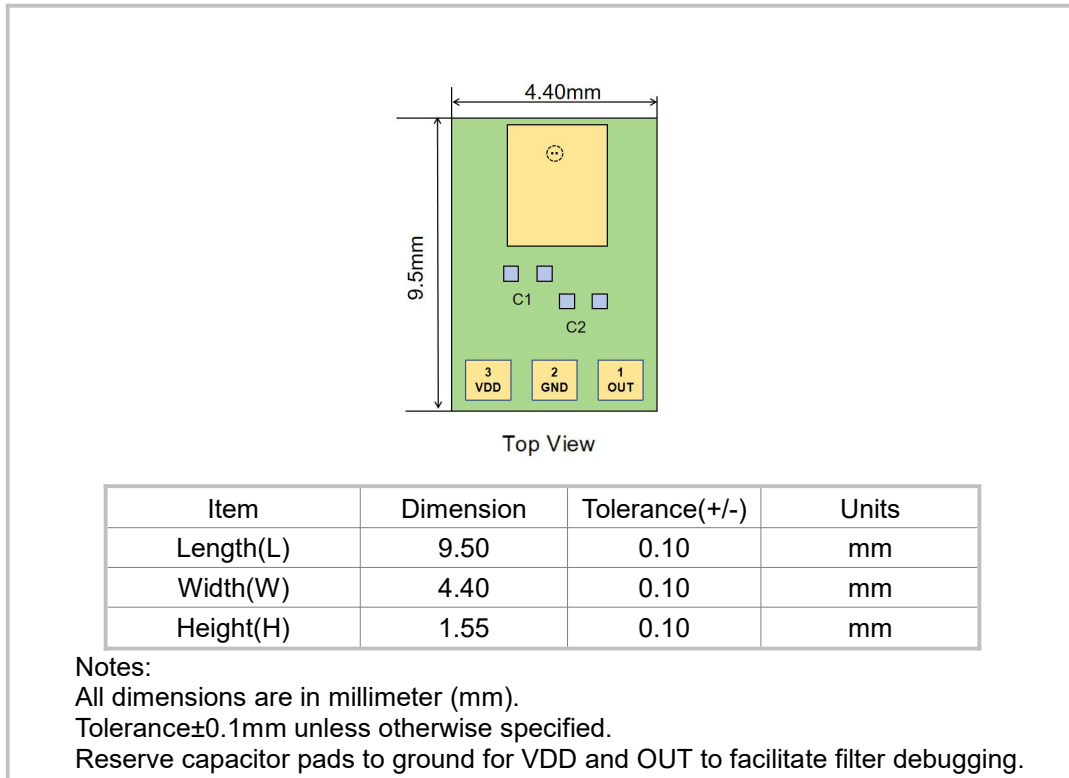 4.40mm
9.5mm
C1
C2
3
VDD
2
GND
1
OUT
Top View
Item Dimension Tolerance(+/-) Units
Length(L) 9.50 0.10 mm
Width(W) 4.40 0.10 mm
Height(H) 1.55 0.10 mm
Notes:
All dimensions are in millimeter (mm).
Tolerance±0.1mm unless otherwise specified.
Reserve capacitor pads to ground for VDD and OUT to facilitate filter debugging.